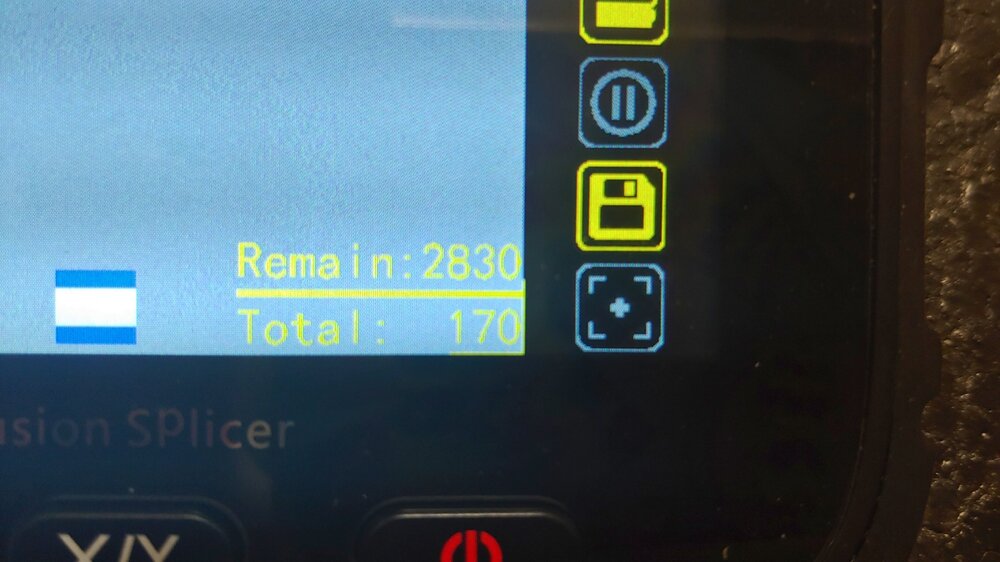 Remain:2830
Total: 170
usion SPlicer
X/Y